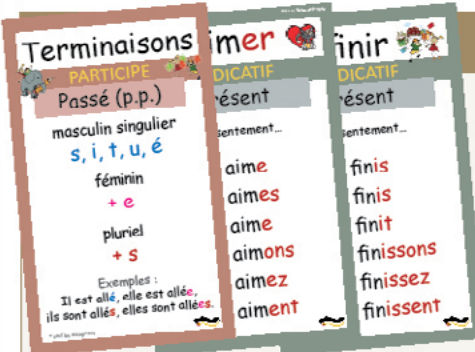 Terminaisons
PARTICIPE
Passé (p.p.)
masculin singulier
s, i, t, u, é
féminin
+ e
pluriel
+ s
Exemples :
Il est allé, elle est allée,
ils sont allés, elles sont allées.
imer
DICATIF
résent
sentement...
aime
aimes
aime
aimons
aimez
aiment
finir
DICATIF
résent
sentement...
finis
finis
finit
finissons
finissez
finissent